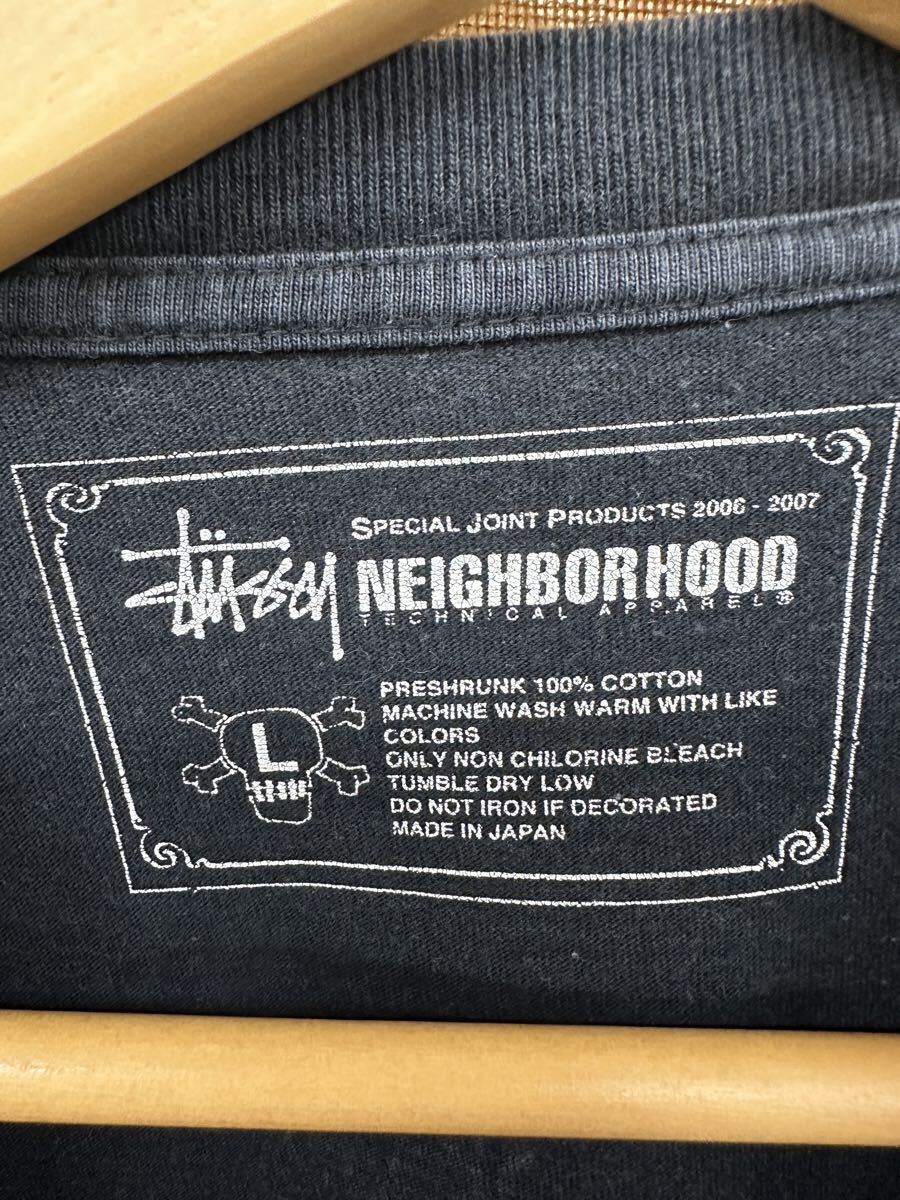 SPECIAL JOINT PRODUCTS 2006 - 2007
Stüssy NEIGHBORHOOD
TECHNICAL APPAREL®
L
PRESHRUNK 100% COTTON
MACHINE WASH WARM WITH LIKE
COLORS
ONLY NON CHILORINE BLEACH
TUMBLE DRY LOW
DO NOT IRON IF DECORATED
MADE IN JAPAN